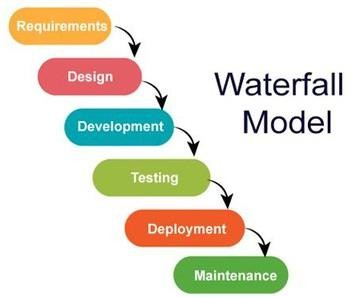 Requirements
Design
Development
Testing
Deployment
Maintenance
Waterfall
Model